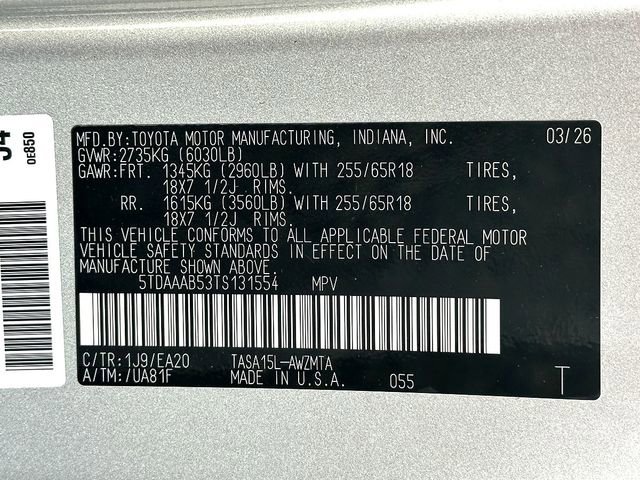 MFD.BY:TOYOTA MOTOR MANUFACTURING, INDIANA, INC. 03/26
GVWR:2735KG (6030LB)
GAWR:FRT. 1345KG (2960LB) WITH 255/65R18 TIRES,
18X7 1/2J RIMS.
RR. 1615KG (3560LB) WITH 255/65R18 TIRES,
18X7 1/2J RIMS.
THIS VEHICLE CONFORMS TO ALL APPLICABLE FEDERAL MOTOR
VEHICLE SAFETY STANDARDS IN EFFECT ON THE DATE OF
MANUFACTURE SHOWN ABOVE.
5TDAAAB53TS131554 MPV
C/TR:1J9/EA20 TASA15L-AWZMTA
A/TM:/UA81F MADE IN U.S.A. 055 T
0E850